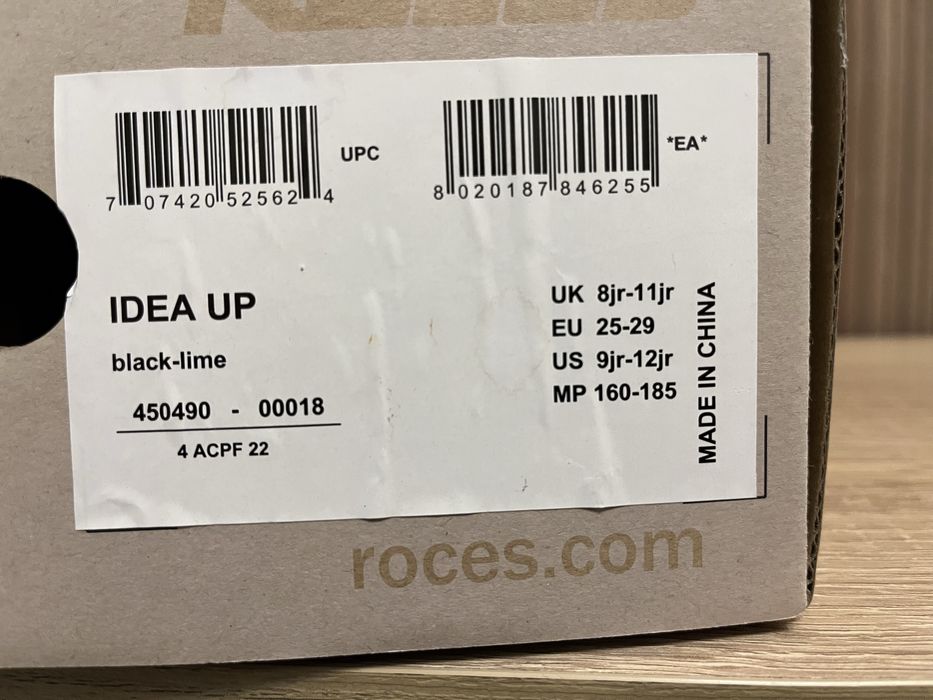 ROCES
7 07420 52562 4
UPC
8 020187 846255
*EA*
IDEA UP
black-lime
450490 - 00018
4 ACPF 22
UK 8jr-11jr
EU 25-29
US 9jr-12jr
MP 160-185
MADE IN CHINA
roces.com